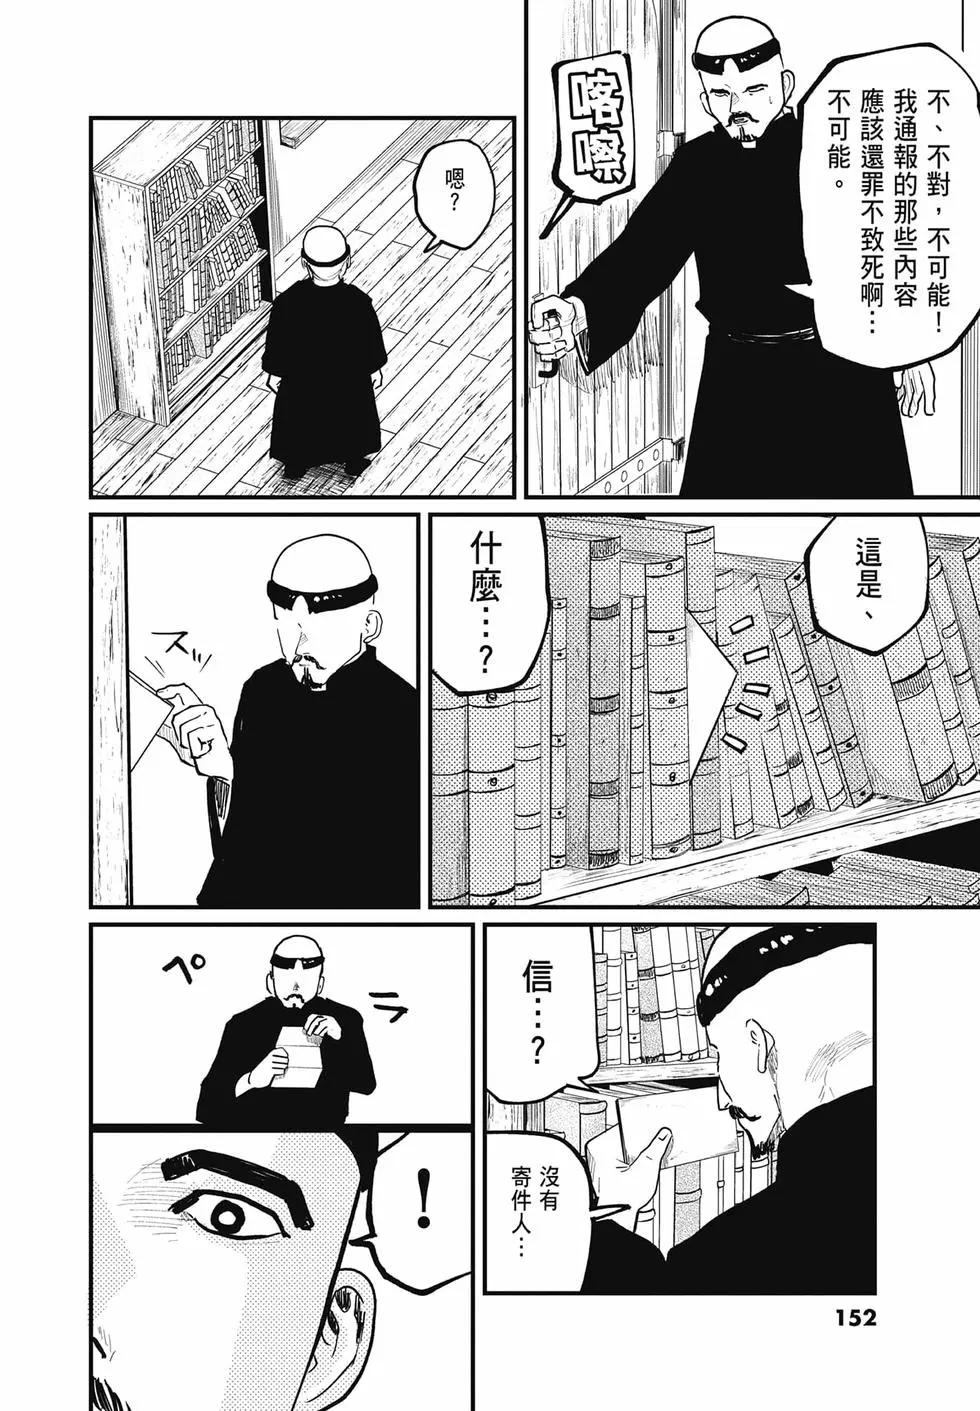 不、不對，不可能！
我通報的那些內容
應該還罪不致死啊…
不可能。
喀嚓
嗯？
這是、
什麼…？
スッ
信…？
沒有
寄件人…
ペ
ラ
！
152